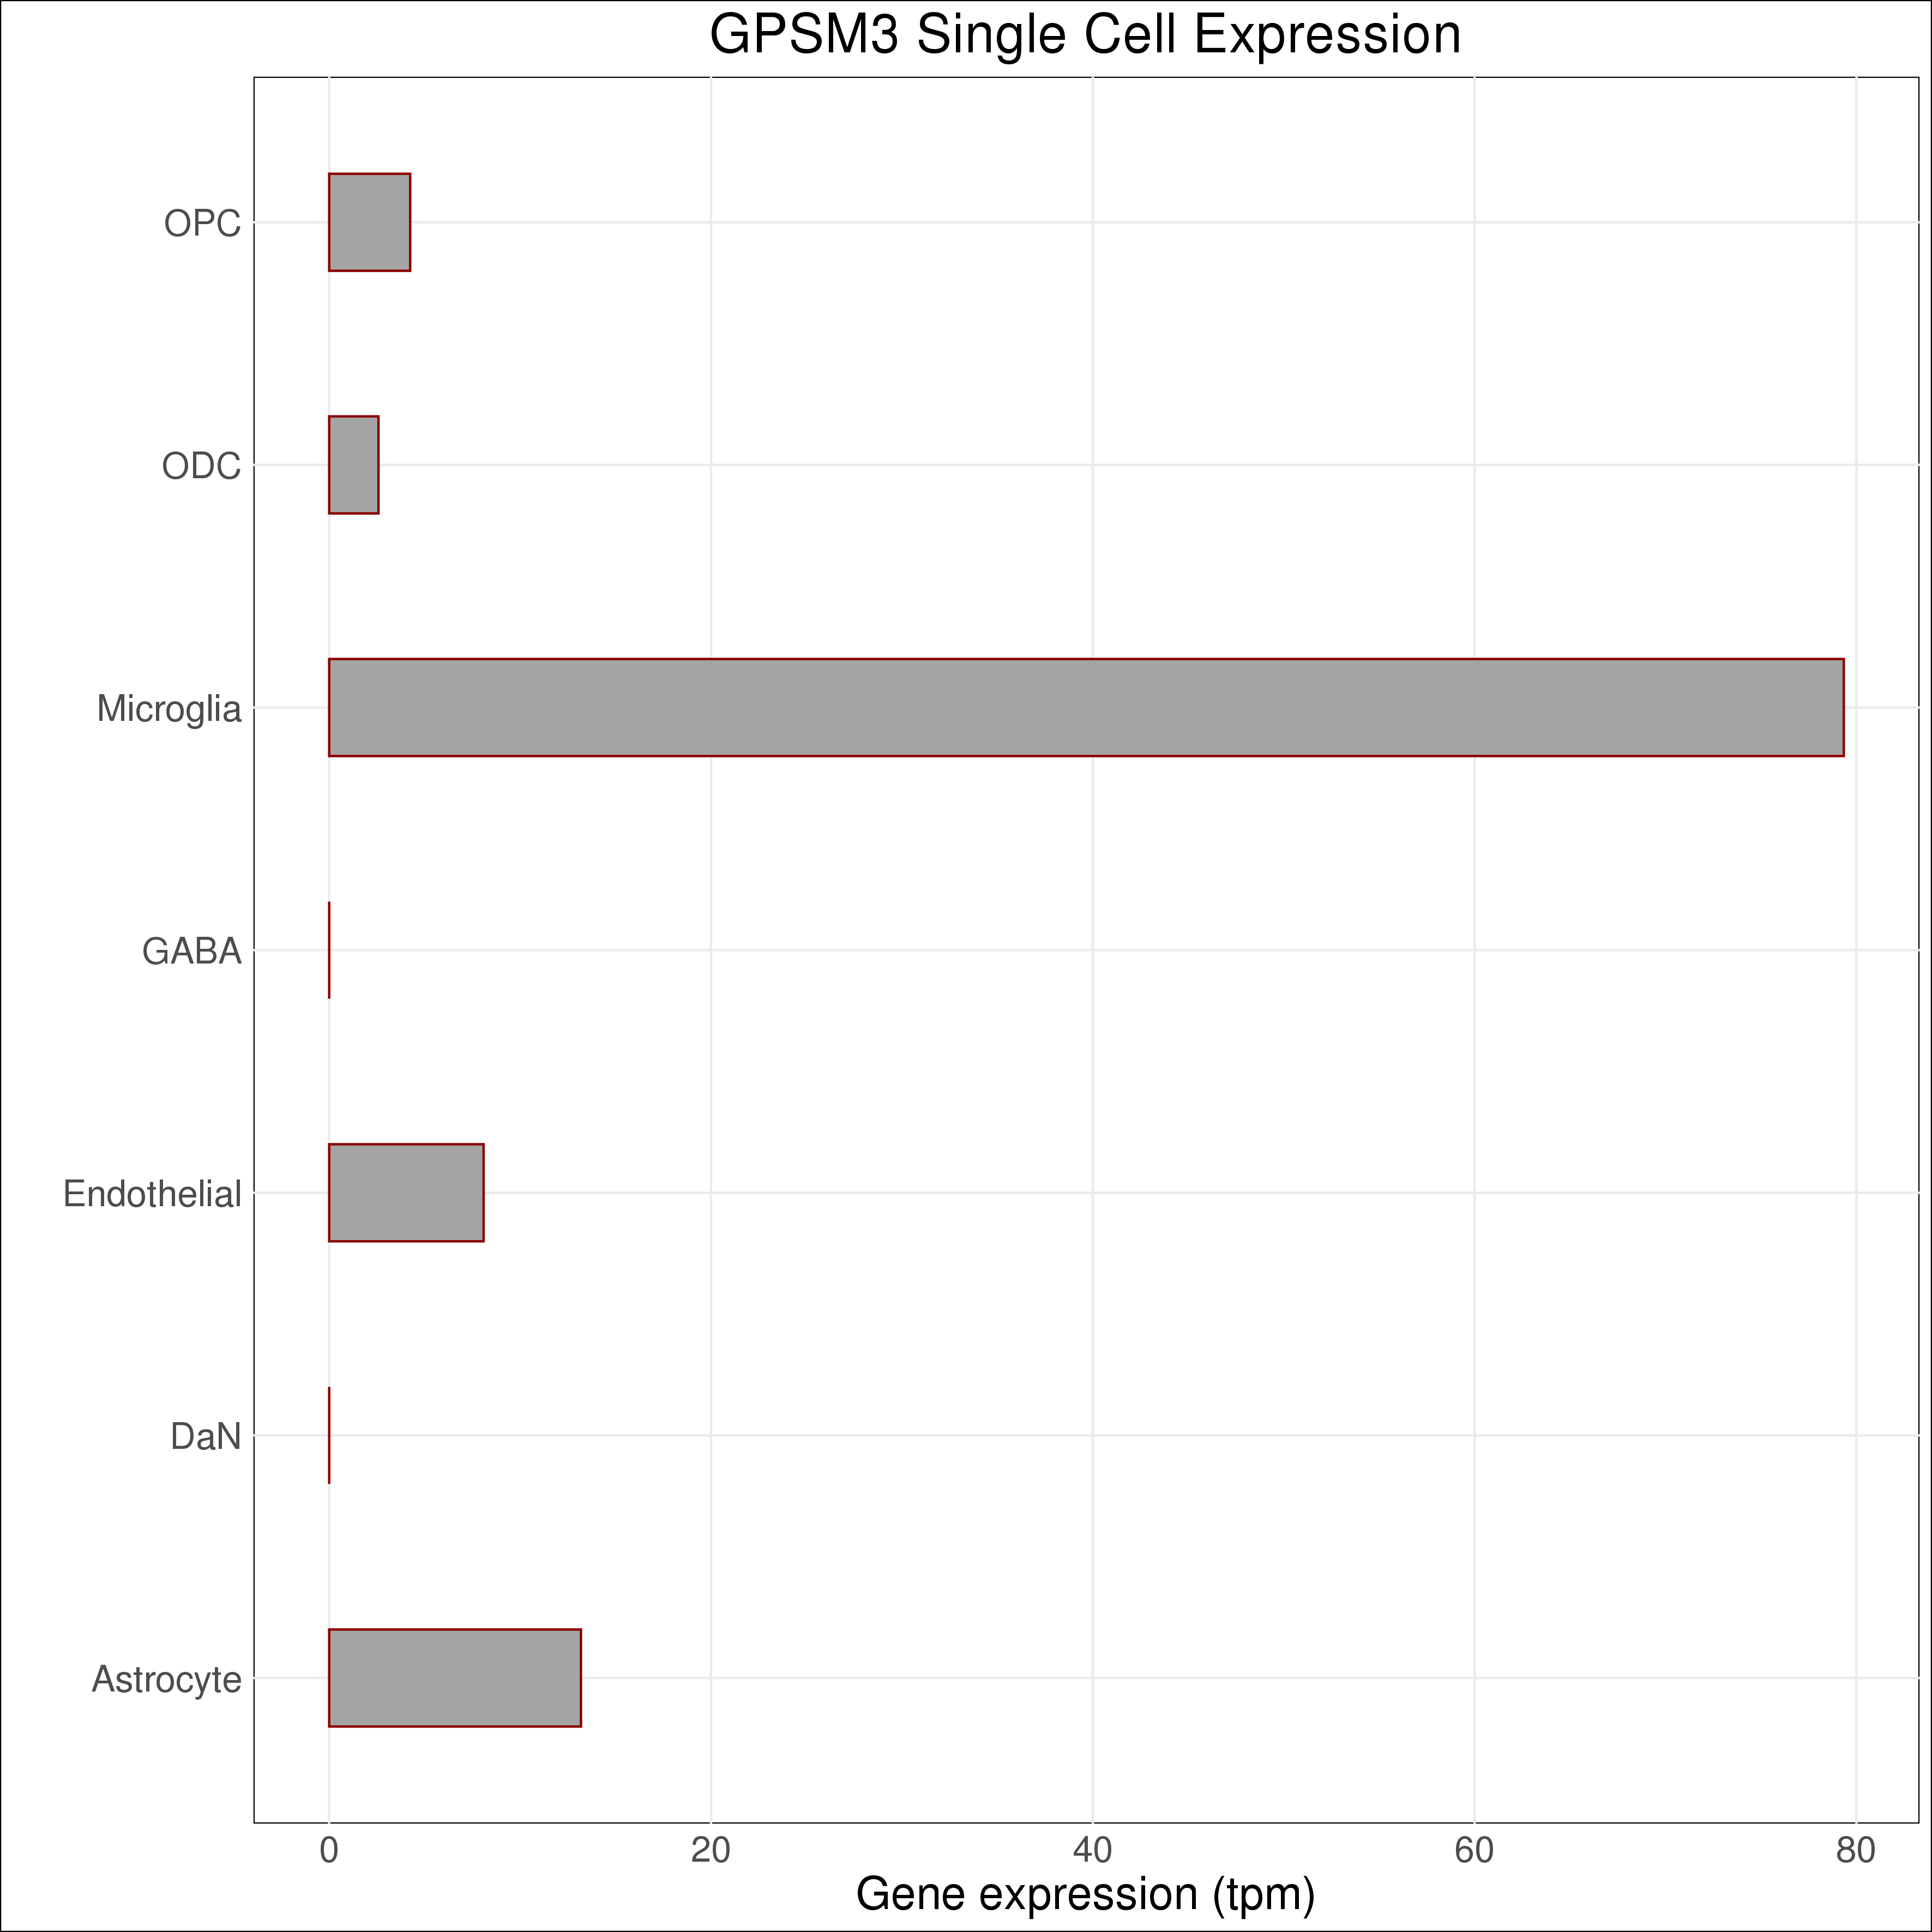 GPSM3 Single Cell Expression
OPC
ODC
Microglia
GABA
Endothelial
DaN
Astrocyte
0 20 40 60 80
Gene expression (tpm)